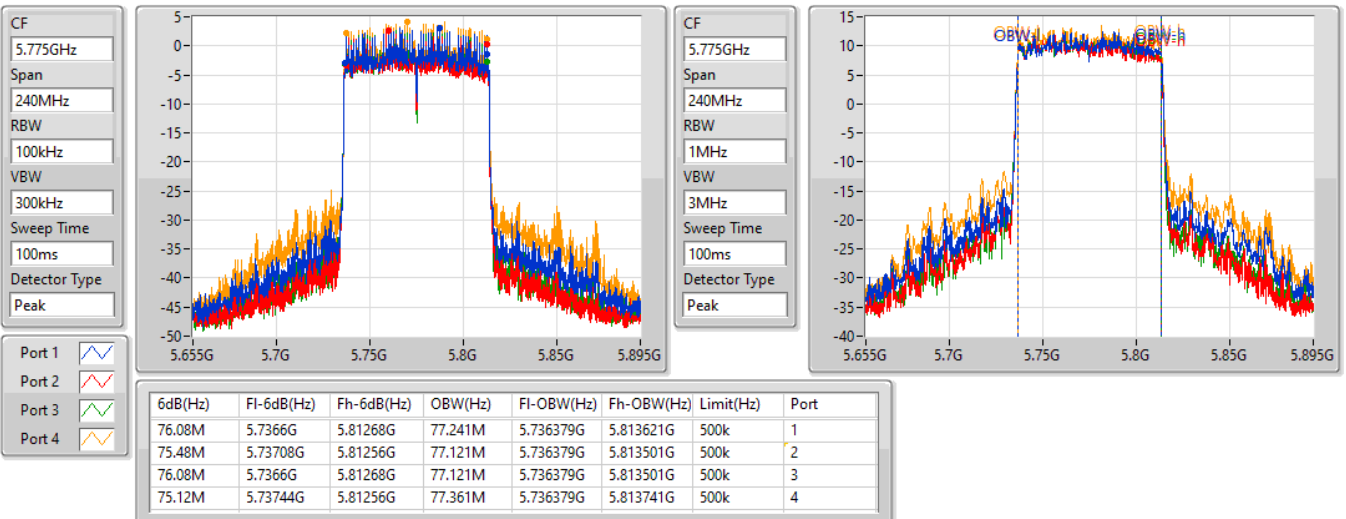 CF
5.775GHz
Span
240MHz
RBW
100kHz
VBW
300kHz
Sweep Time
100ms
Detector Type
Peak
5
0
-5
-10
-15
-20
-25
-30
-35
-40
-45
-50
5.655G 5.7G 5.75G 5.8G 5.85G 5.895G
CF
5.775GHz
Span
240MHz
RBW
1MHz
VBW
3MHz
Sweep Time
100ms
Detector Type
Peak
15
10
5
0
-5
-10
-15
-20
-25
-30
-35
-40
OBW-h
5.655G 5.7G 5.75G 5.8G 5.85G 5.895G
Port 1
Port 2
Port 3
Port 4
6dB(Hz) Fl-6dB(Hz) Fh-6dB(Hz) OBW(Hz) Fl-OBW(Hz) Fh-OBW(Hz) Limit(Hz) Port
76.08M 5.7366G 5.81268G 77.241M 5.736379G 5.813621G 500k 1
75.48M 5.73708G 5.81256G 77.121M 5.736379G 5.813501G 500k 2
76.08M 5.7366G 5.81268G 77.121M 5.736379G 5.813501G 500k 3
75.12M 5.73744G 5.81256G 77.361M 5.736379G 5.813741G 500k 4